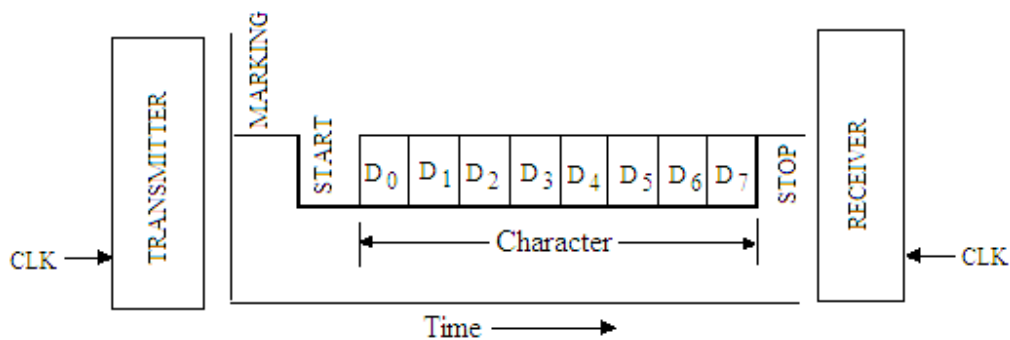 MARKING
TRANSMITTER
START
D0 D1 D2 D3 D4 D5 D6 D7
STOP
RECEIVER
Character
CLK
CLK
Time